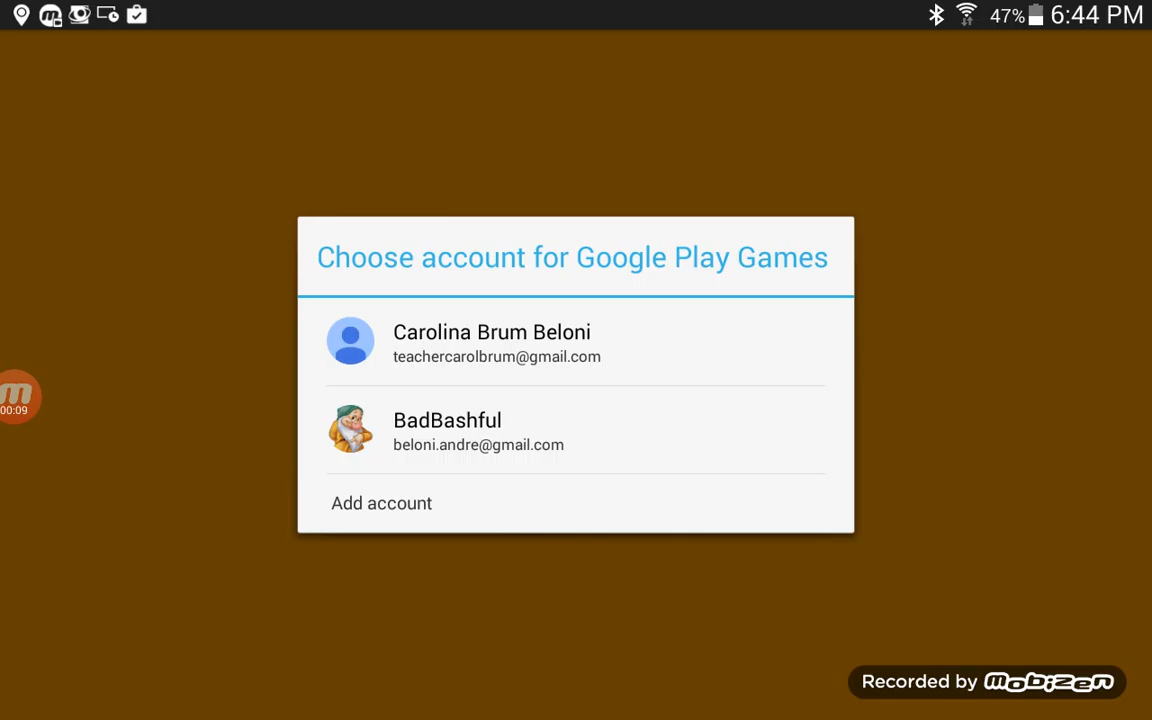 47% 6:44 PM
Choose account for Google Play Games
Carolina Brum Beloni
teachercarolbrum@gmail.com
BadBashful
beloni.andre@gmail.com
Add account
m
00:09
Recorded by mobizen